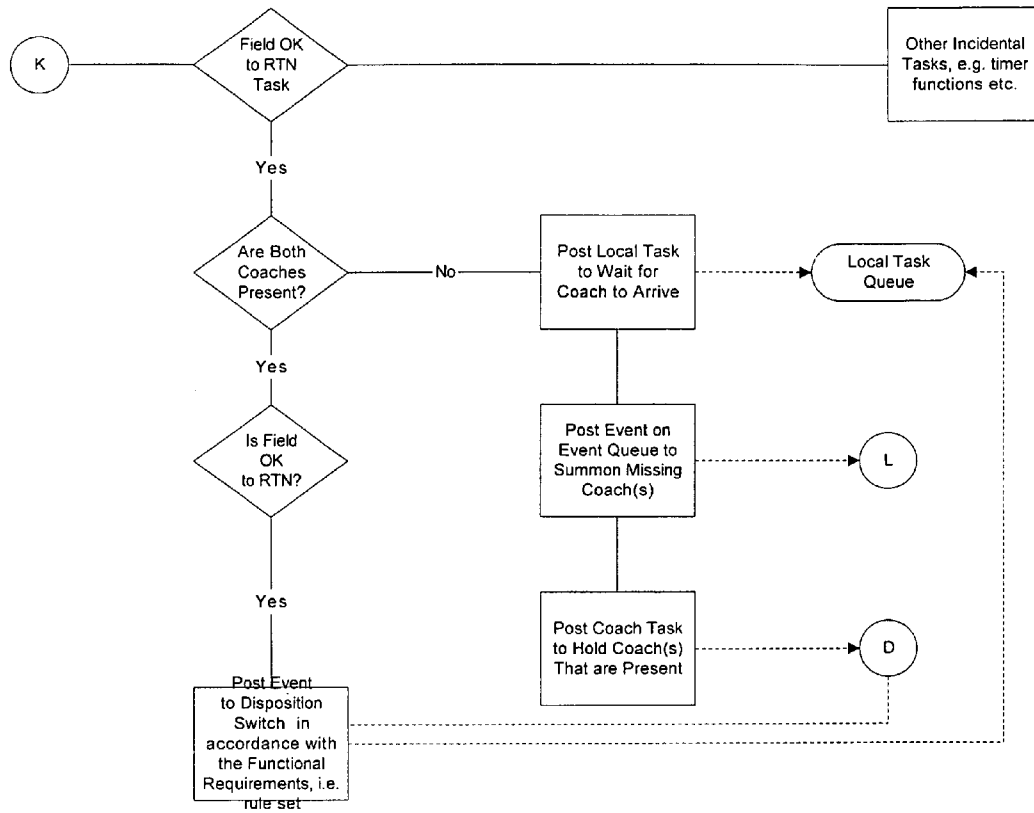 K
Field OK
to RTN
Task
Other Incidental
Tasks, e.g. timer
functions etc.
Yes
Are Both
Coaches
Present?
No
Post Local Task
to Wait for
Coach to Arrive
Local Task
Queue
Yes
Is Field
OK
to RTN?
Post Event on
Event Queue to
Summon Missing
Coach(s)
L
Yes
Post Coach Task
to Hold Coach(s)
That are Present
D
Post Event
to Disposition
Switch in
accordance with
the Functional
Requirements, i.e.
rule set